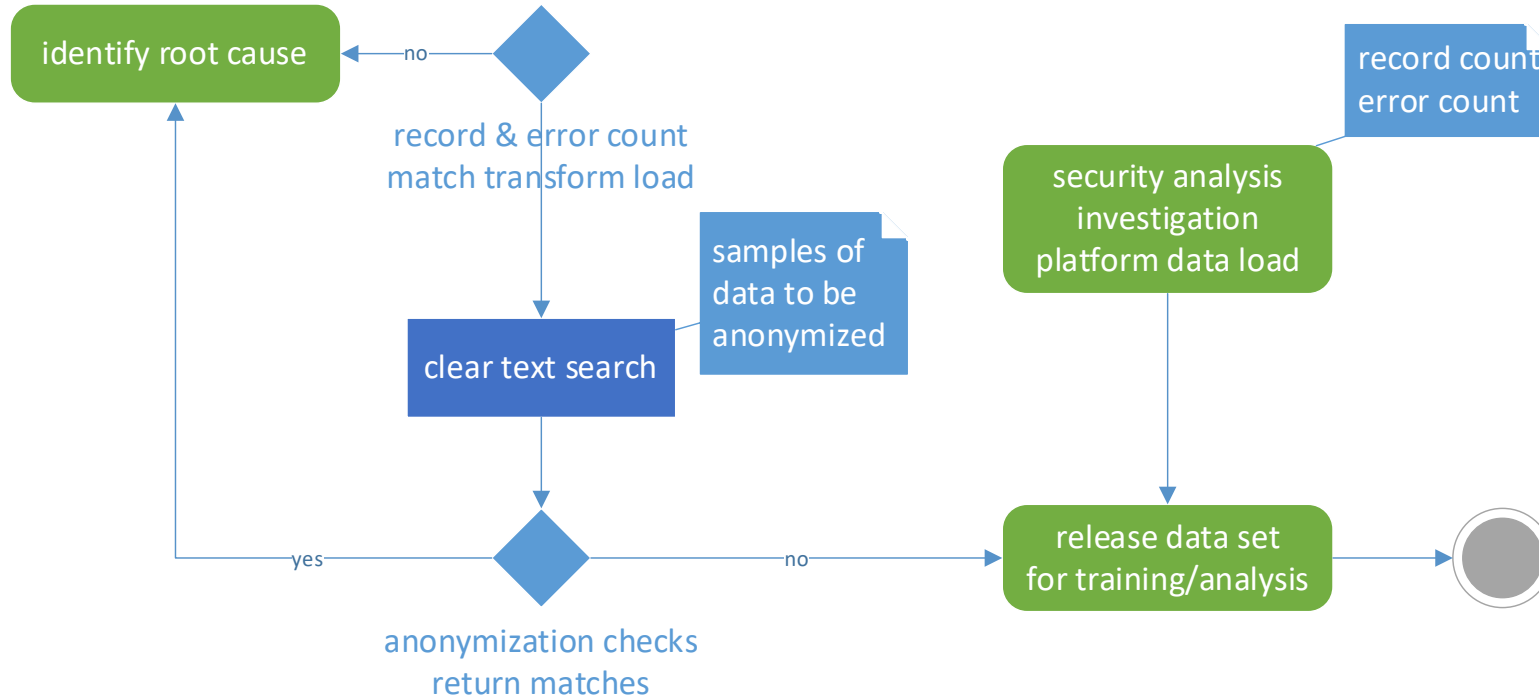 identify root cause
no
record & error count
match transform load
record count
error count
security analysis
investigation
platform data load
samples of
data to be
anonymized
clear text search
yes
no
release data set
for training/analysis
anonymization checks
return matches